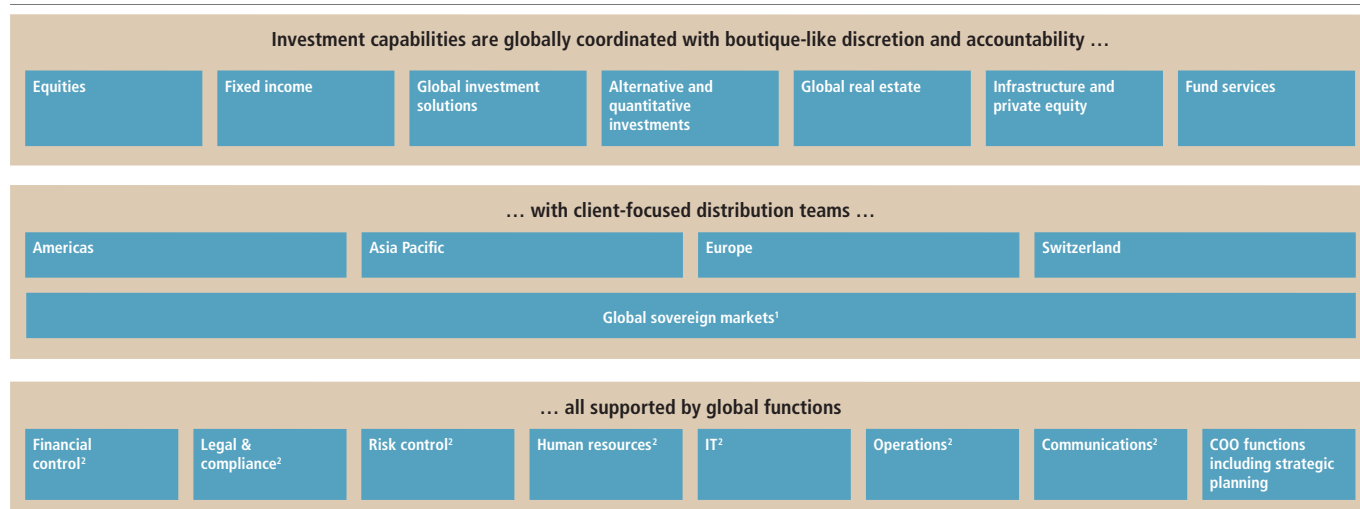 Investment capabilities are globally coordinated with boutique-like discretion and accountability …
Equities
Fixed income
Global investment
solutions
Alternative and
quantitative
investments
Global real estate
Infrastructure and
private equity
Fund services
… with client-focused distribution teams …
Americas
Asia Pacific
Europe
Switzerland
Global sovereign markets¹
… all supported by global functions
Financial
control²
Legal &
compliance²
Risk control²
Human resources²
IT²
Operations²
Communications²
COO functions
including strategic
planning